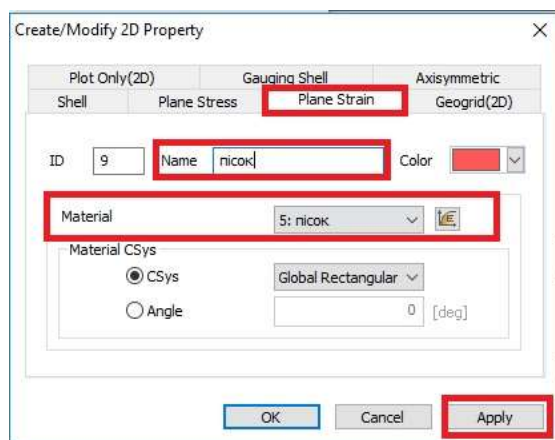 Create/Modify 2D Property
Plot Only(2D) Gauging Shell Axisymmetric
Shell Plane Stress Plane Strain Geogrid(2D)
ID 9 Name пісок Color
Material 5: пісок
Material CSys
CSys Global Rectangular
Angle 0 [deg]
OK Cancel Apply